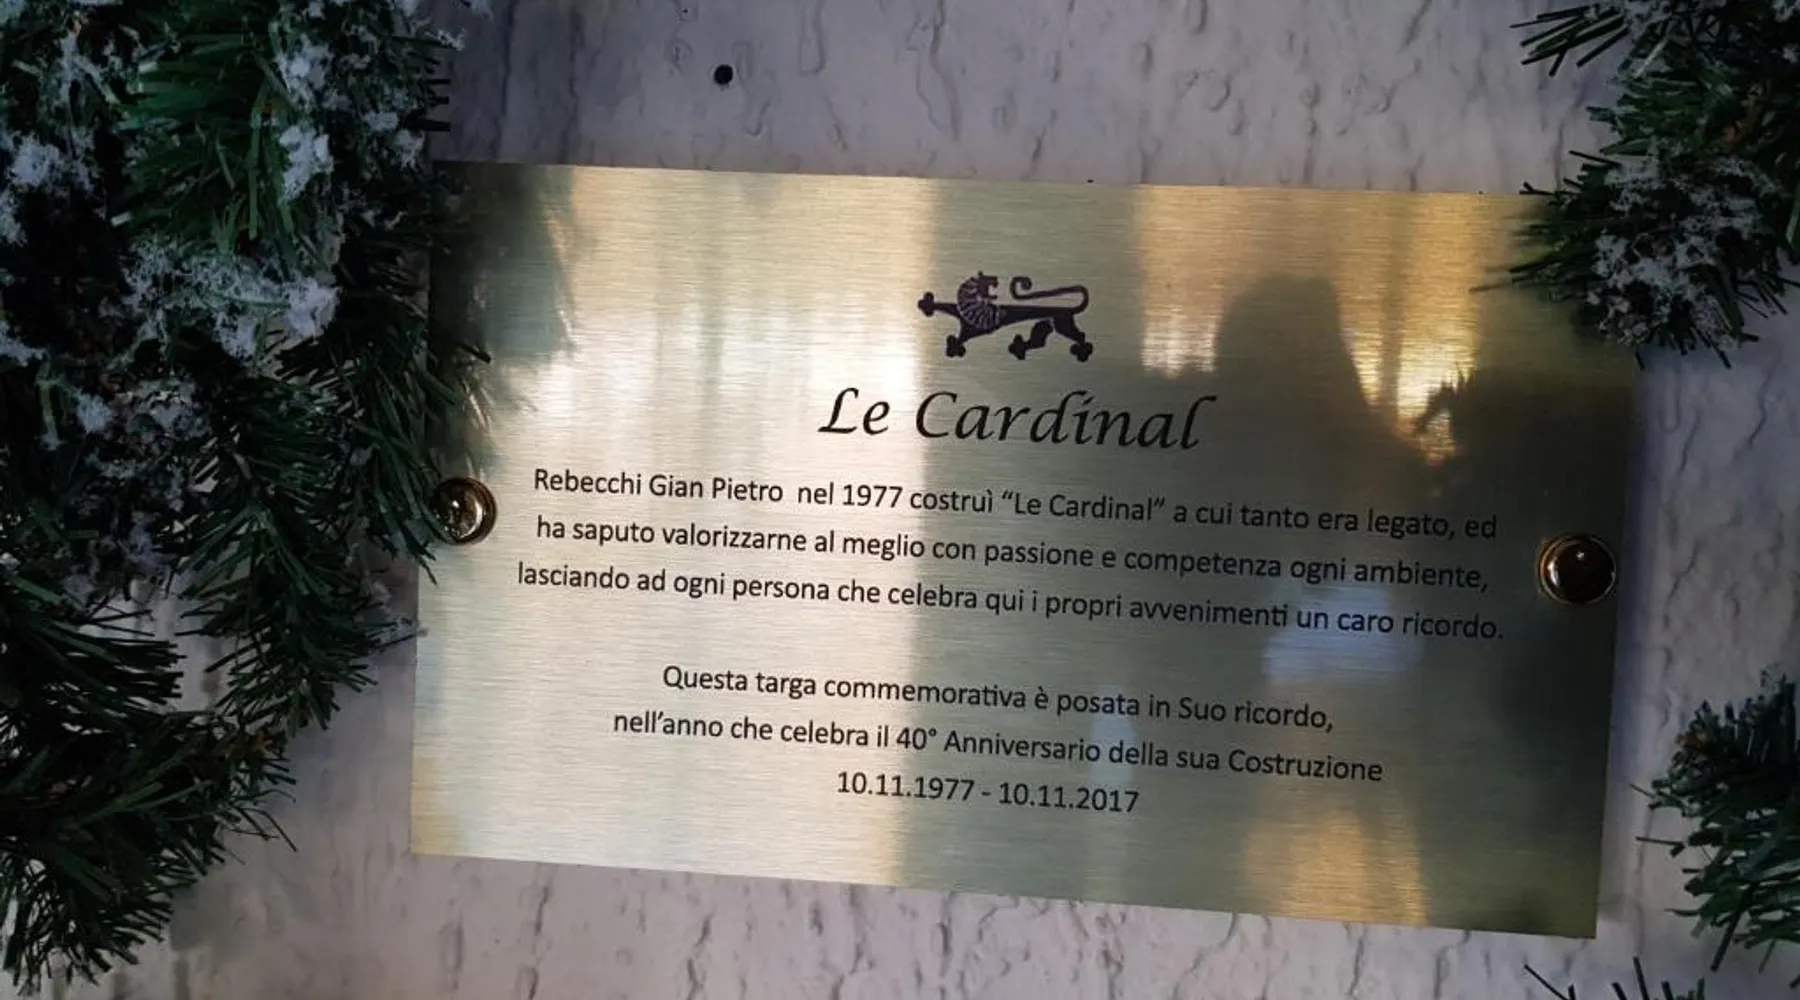 Le Cardinal
Rebecchi Gian Pietro nel 1977 costruì “Le Cardinal” a cui tanto era legato, ed
ha saputo valorizzarne al meglio con passione e competenza ogni ambiente,
lasciando ad ogni persona che celebra qui i propri avvenimenti un caro ricordo.
Questa targa commemorativa è posata in Suo ricordo,
nell’anno che celebra il 40° Anniversario della sua Costruzione
10.11.1977 - 10.11.2017